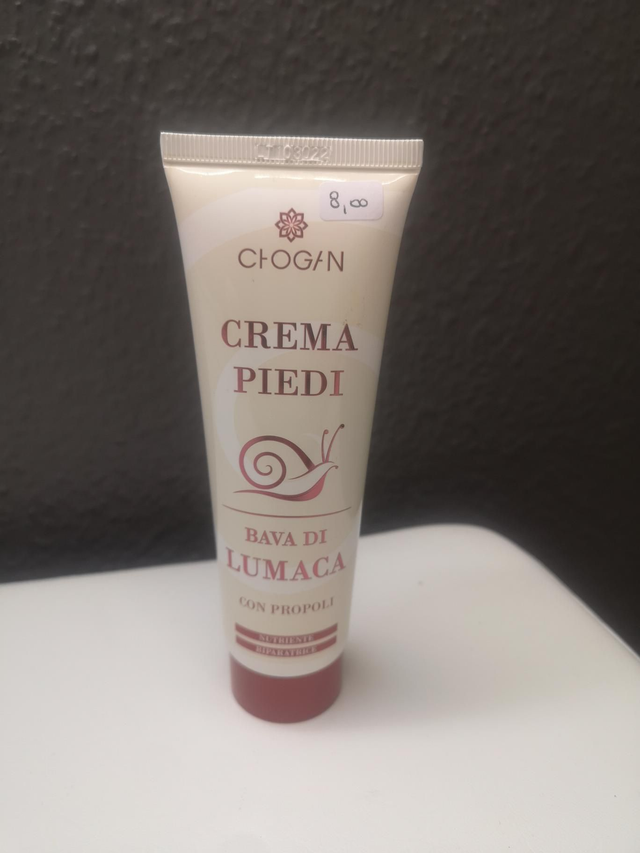 8,00
CHOGAN
CREMA
PIEDI
BAVA DI
LUMACA
CON PROPOLI
NUTRIENTE
RIPARATRICE